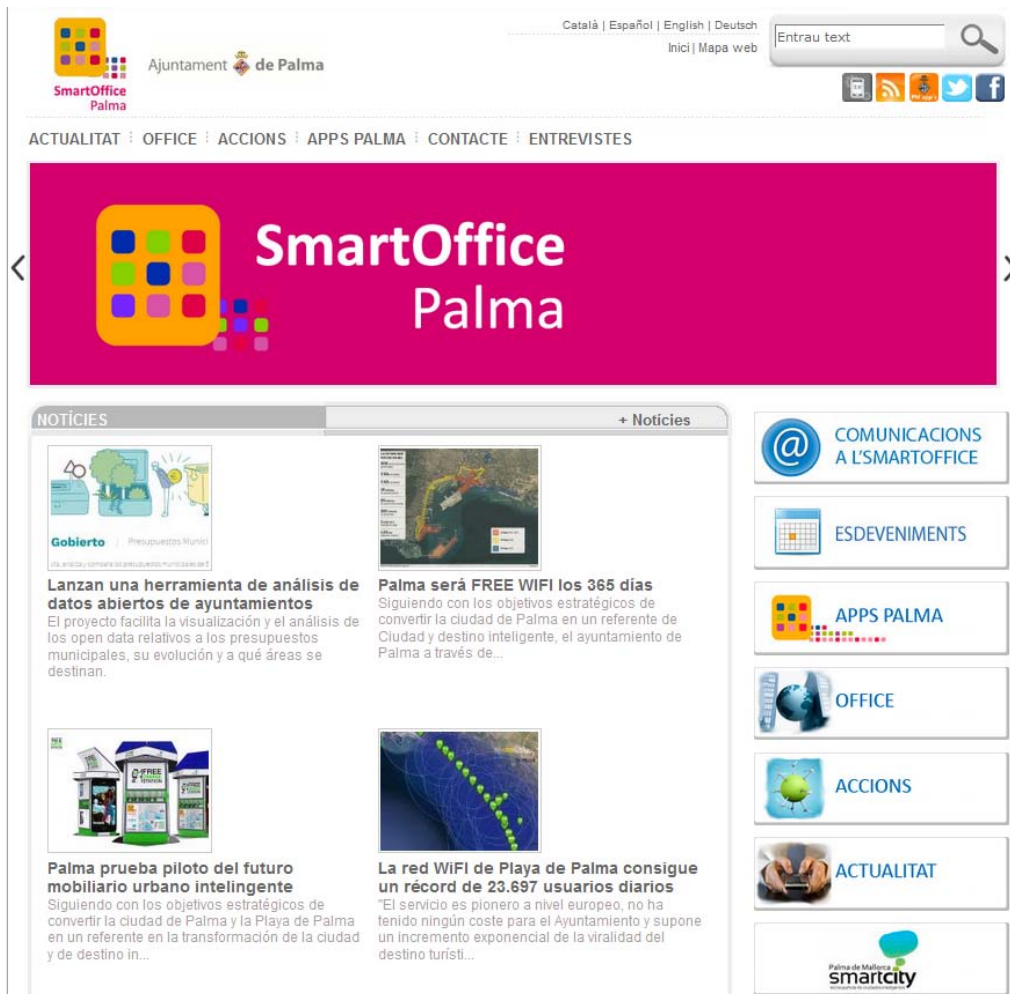 SmartOffice
Palma
Ajuntament de Palma
Català | Español | English | Deutsch
Inici | Mapa web
Entrau text
ACTUALITAT OFFICE ACCIONS APPS PALMA CONTACTE ENTREVISTES
SmartOffice
Palma
NOTÍCIES
+ Notícies
Gobierto Presupuestos Munici
Lanzan una herramienta de análisis de
datos abiertos de ayuntamientos
El proyecto facilita la visualización y el análisis de
los open data relativos a los presupuestos
municipales, su evolución y a qué áreas se
destinan.
Palma será FREE WIFI los 365 días
Siguiendo con los objetivos estratégicos de
convertir la ciudad de Palma en un referente de
Ciudad y destino inteligente, el ayuntamiento de
Palma a través de...
FREE
Palma prueba piloto del futuro
mobiliario urbano intelingente
Siguiendo con los objetivos estratégicos de
convertir la ciudad de Palma y la Playa de Palma
en un referente en la transformación de la ciudad
y de destino in...
La red WiFI de Playa de Palma consigue
un récord de 23.697 usuarios diarios
"El servicio es pionero a nivel europeo, no ha
tenido ningún coste para el Ayuntamiento y supone
un incremento exponencial de la viralidad del
destino turísti...
COMUNICACIONS
A L'SMARTOFFICE
ESDEVENIMENTS
APPS PALMA
OFFICE
ACCIONS
ACTUALITAT
Palma de Mallorca
smartcity